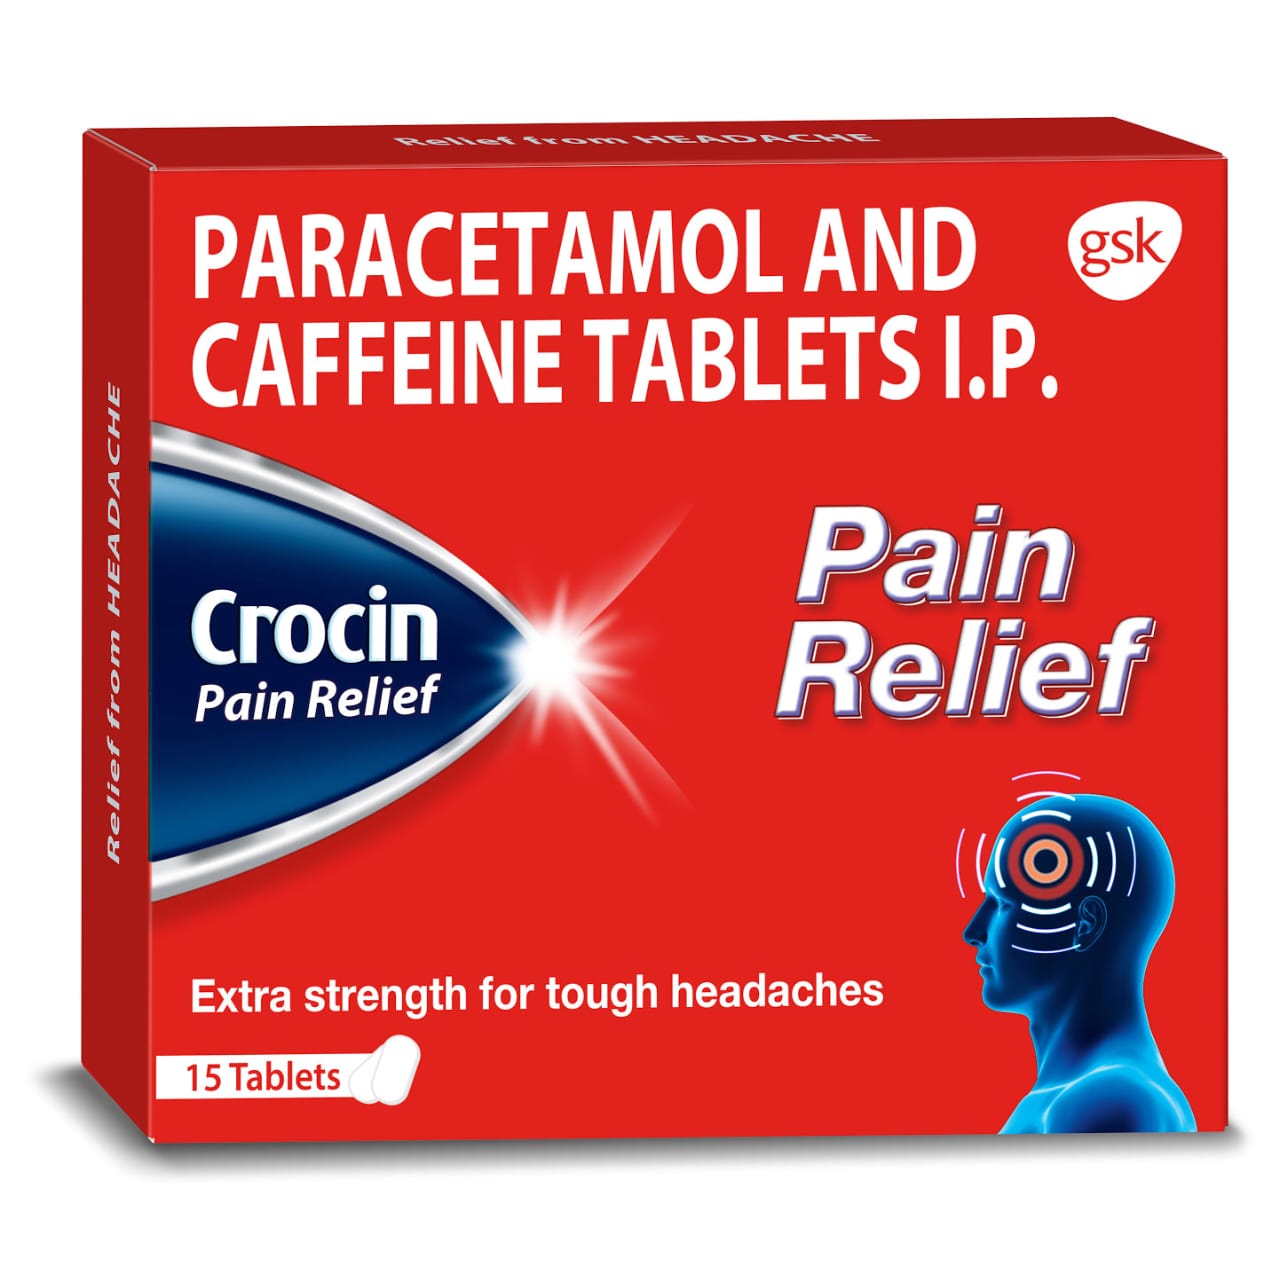 Relief from HEADACHE
PARACETAMOL AND
CAFFEINE TABLETS I.P.
gsk
Relief from HEADACHE
Crocin
Pain Relief
Pain
Relief
Extra strength for tough headaches
15 Tablets